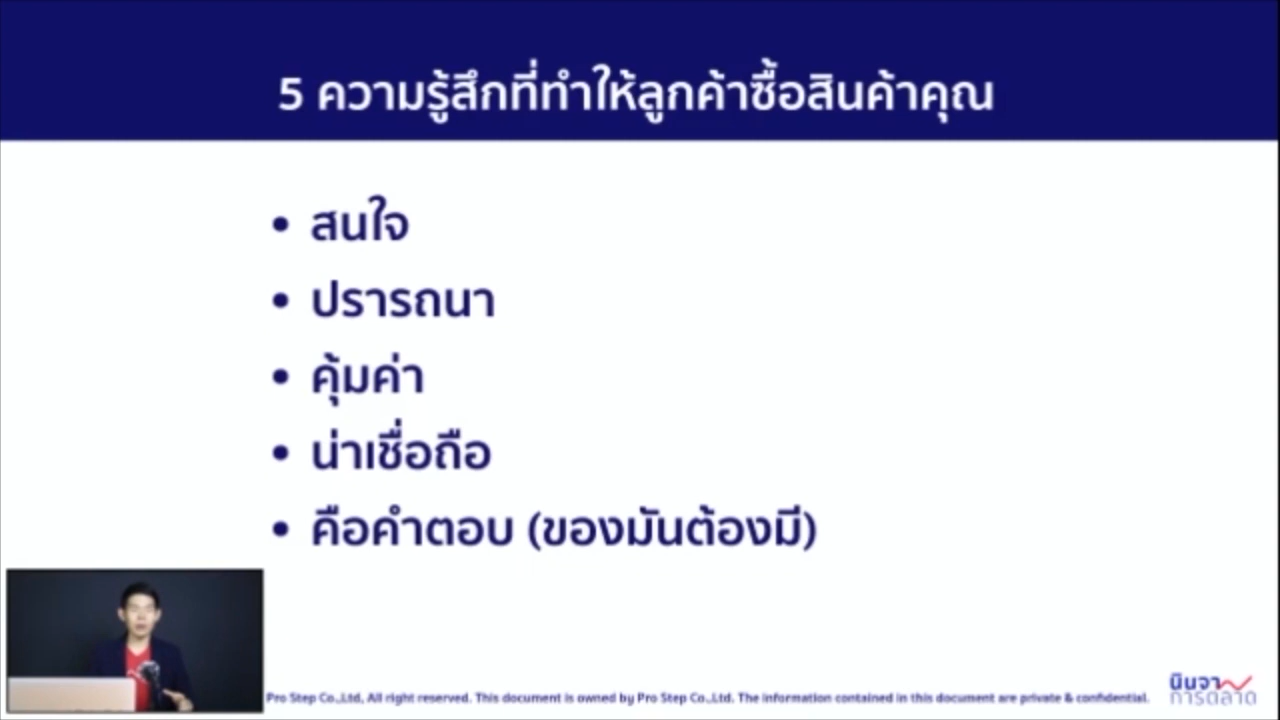 5 ความรู้สึกที่ทำให้ลูกค้าซื้อสินค้าคุณ
• สนใจ
• ปรารถนา
• คุ้มค่า
• น่าเชื่อถือ
• คือคำตอบ (ของมันต้องมี)
Pro Step Co.,Ltd, All right reserved. This document is owned by Pro Step Co.,Ltd. The information contained in this document are private & confidential.
นินจา
การตลาด